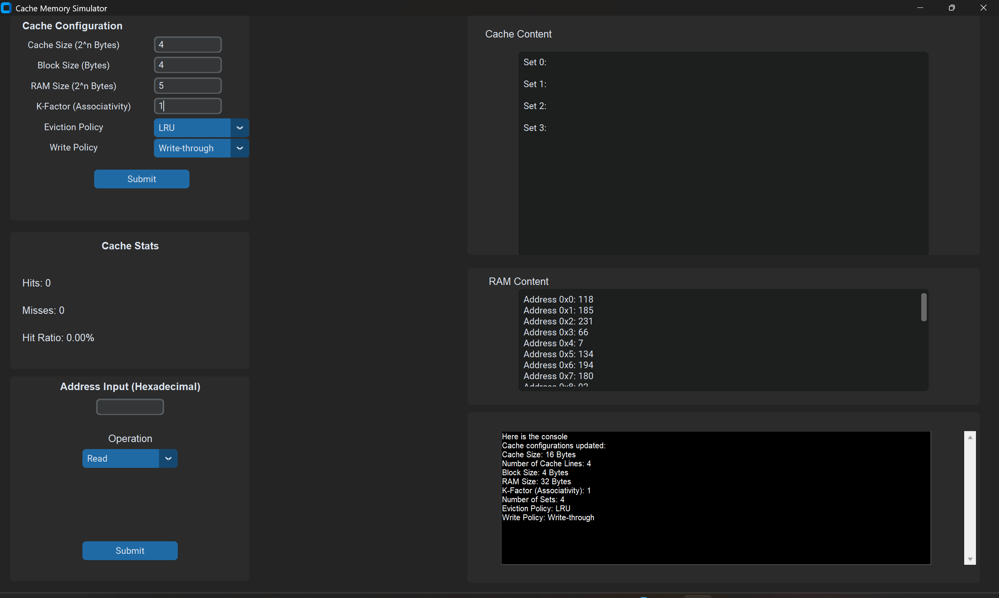 Cache Memory Simulator
Cache Configuration
Cache Size (2^n Bytes) 4
Block Size (Bytes) 4
RAM Size (2^n Bytes) 5
K-Factor (Associativity) 1
Eviction Policy LRU
Write Policy Write-through
Submit
Cache Stats
Hits: 0
Misses: 0
Hit Ratio: 0.00%
Address Input (Hexadecimal)
Operation
Read
Submit
Cache Content
Set 0:
Set 1:
Set 2:
Set 3:
RAM Content
Address 0x0: 118
Address 0x1: 185
Address 0x2: 231
Address 0x3: 66
Address 0x4: 7
Address 0x5: 134
Address 0x6: 194
Address 0x7: 180
Address 0x8:
Here is the console
Cache configurations updated:
Cache Size: 16 Bytes
Number of Cache Lines: 4
Block Size: 4 Bytes
RAM Size: 32 Bytes
K-Factor (Associativity): 1
Number of Sets: 4
Eviction Policy: LRU
Write Policy: Write-through